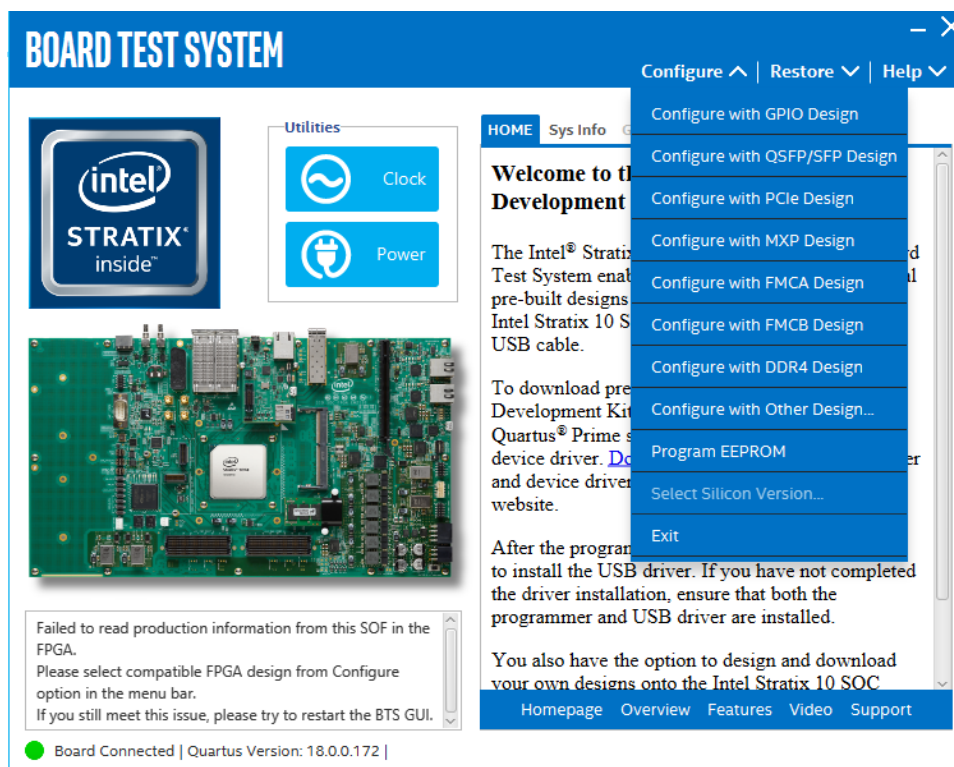 BOARD TEST SYSTEM
Configure | Restore | Help
Configure with GPIO Design
Configure with QSFP/SFP Design
Configure with PCIe Design
Configure with MXP Design
Configure with FMCA Design
Configure with FMCB Design
Configure with DDR4 Design
Configure with Other Design...
Program EEPROM
Select Silicon Version...
Exit
intel
STRATIX
inside™
Utilities
Clock
Power
HOME Sys Info
Welcome to
Development
The Intel® Strati
Test System
pre-built designs
Intel Stratix 10 S
USB cable.
To download
Development Kit
Quartus® Prime
device driver.
and device driver
website.
After the
to install the USB driver. If you have not completed
the driver installation, ensure that both the
programmer and USB driver are installed.
You also have the option to design and download
your own designs onto the Intel Stratix 10 SOC
Homepage Overview Features Video Support
Failed to read production information from this SOF in the
FPGA.
Please select compatible FPGA design from Configure
option in the menu bar.
If you still meet this issue, please try to restart the BTS GUI.
Board Connected | Quartus Version: 18.0.0.172 |